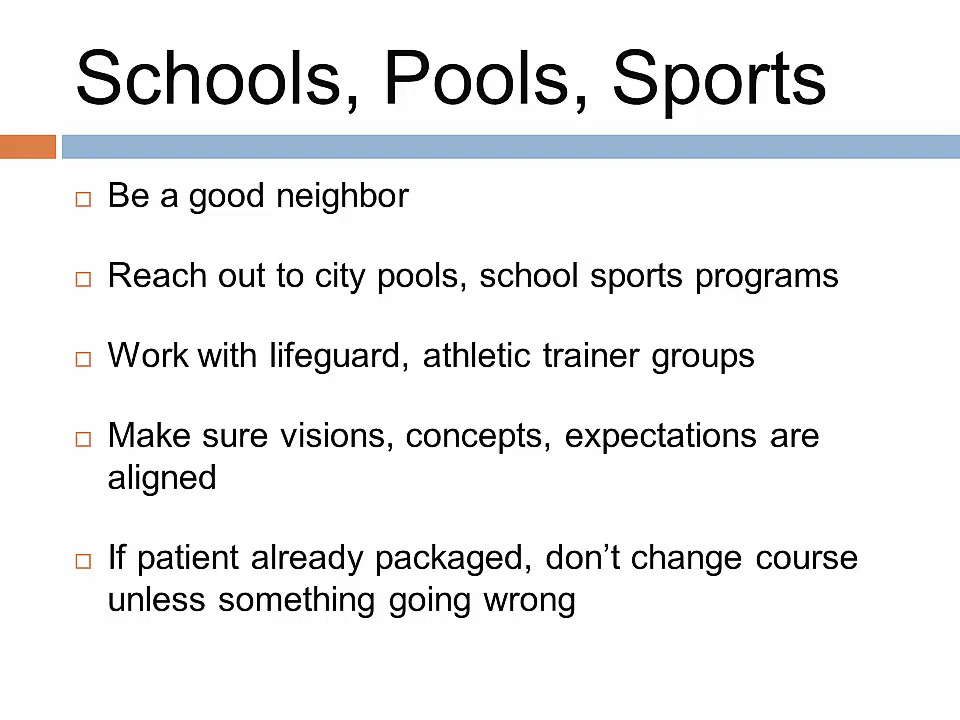 Schools, Pools, Sports
Be a good neighbor
Reach out to city pools, school sports programs
Work with lifeguard, athletic trainer groups
Make sure visions, concepts, expectations are
aligned
If patient already packaged, don’t change course
unless something going wrong